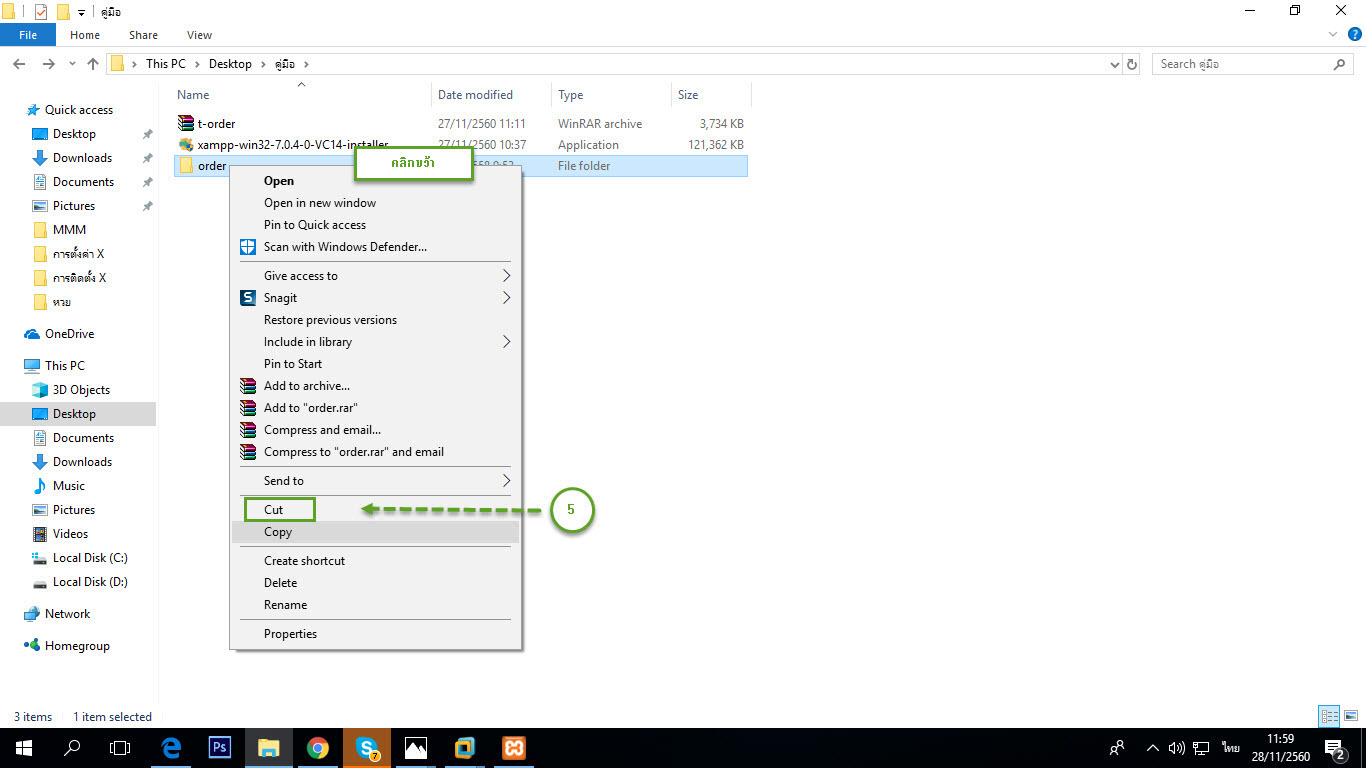 คู่มือ
File Home Share View
This PC Desktop คู่มือ
Search คู่มือ
Name Date modified Type Size
t-order 27/11/2560 11:11 WinRAR archive 3,734 KB
xampp-win32-7.0.4-0-VC14-installer 27/11/2560 10:37 Application 121,362 KB
order File folder
คลิกขว้า
Quick access
Desktop
Downloads
Documents
Pictures
MMM
การตั้งค่า X
การติดตั้ง X
หวย
OneDrive
This PC
3D Objects
Desktop
Documents
Downloads
Music
Pictures
Videos
Local Disk (C:)
Local Disk (D:)
Network
Homegroup
Open
Open in new window
Pin to Quick access
Scan with Windows Defender...
Give access to
S Snagit
Restore previous versions
Include in library
Pin to Start
Add to archive...
Add to "order.rar"
Compress and email...
Compress to "order.rar" and email
Send to
Cut
5
Copy
Create shortcut
Delete
Rename
Properties
3 items 1 item selected
Ps
S 7
ไทย
11:59
28/11/2560
2